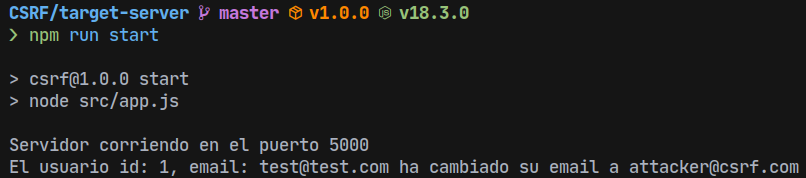 CSRF/target-server master v1.0.0 v18.3.0
❯ npm run start
> csrf@1.0.0 start
> node src/app.js
Servidor corriendo en el puerto 5000
El usuario id: 1, email: test@test.com ha cambiado su email a attacker@csrf.com